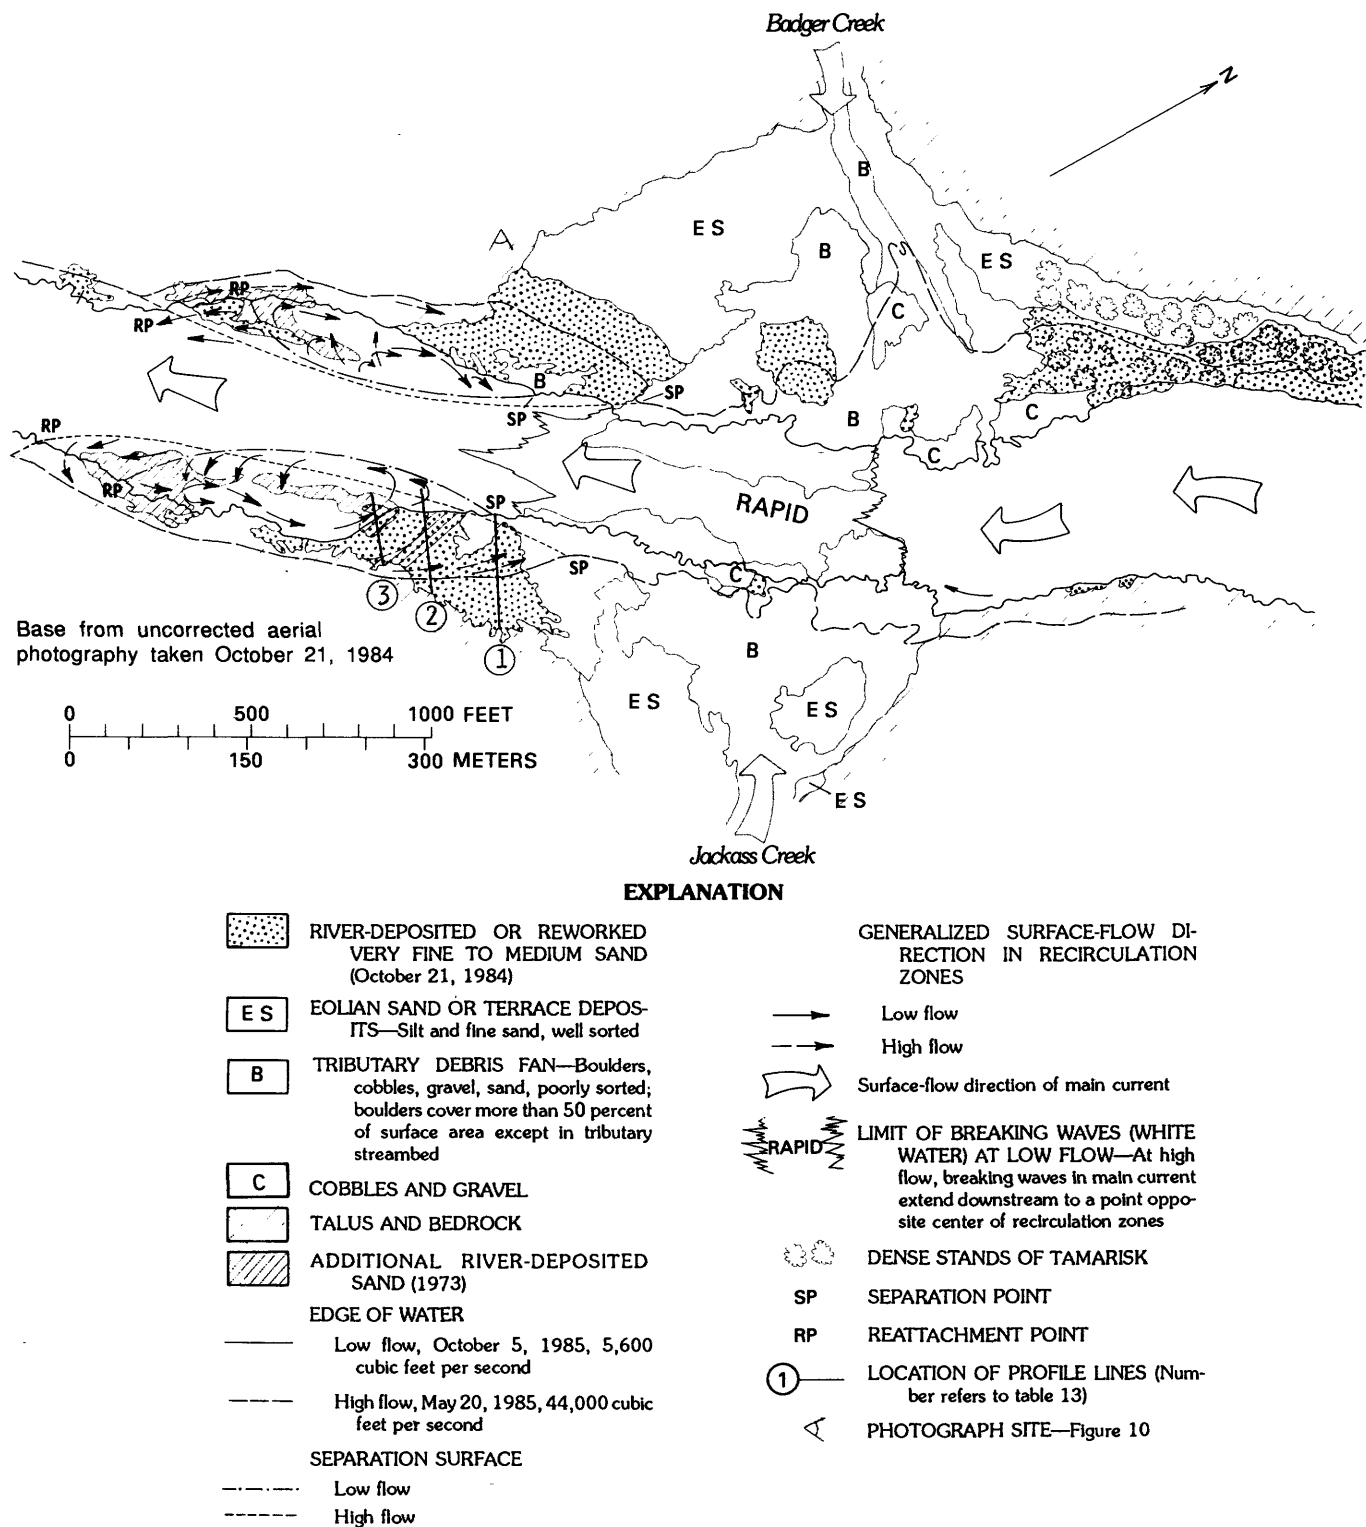 Badger Creek
N
B
E S
A
B
E S
C
RP
RP
B
SP
SP
B
C
C
RP
RP
SP
RAPID
SP
C
3
2
1
Base from uncorrected aerial
photography taken October 21, 1984
B
E S
E S
0 500 1000 FEET
0 150 300 METERS
E S
Jackass Creek
EXPLANATION
RIVER-DEPOSITED OR REWORKED
VERY FINE TO MEDIUM SAND
(October 21, 1984)
E S
EOLIAN SAND OR TERRACE DEPOS-
ITS—Silt and fine sand, well sorted
B
TRIBUTARY DEBRIS FAN—Boulders,
cobbles, gravel, sand, poorly sorted;
boulders cover more than 50 percent
of surface area except in tributary
streambed
C
COBBLES AND GRAVEL
TALUS AND BEDROCK
ADDITIONAL RIVER-DEPOSITED
SAND (1973)
EDGE OF WATER
Low flow, October 5, 1985, 5,600
cubic feet per second
High flow, May 20, 1985, 44,000 cubic
feet per second
SEPARATION SURFACE
Low flow
High flow
GENERALIZED SURFACE-FLOW DI-
RECTION IN RECIRCULATION
ZONES
Low flow
High flow
Surface-flow direction of main current
RAPID
LIMIT OF BREAKING WAVES (WHITE
WATER) AT LOW FLOW—At high
flow, breaking waves in main current
extend downstream to a point oppo-
site center of recirculation zones
DENSE STANDS OF TAMARISK
SP SEPARATION POINT
RP REATTACHMENT POINT
1 LOCATION OF PROFILE LINES (Num-
ber refers to table 13)
PHOTOGRAPH SITE—Figure 10